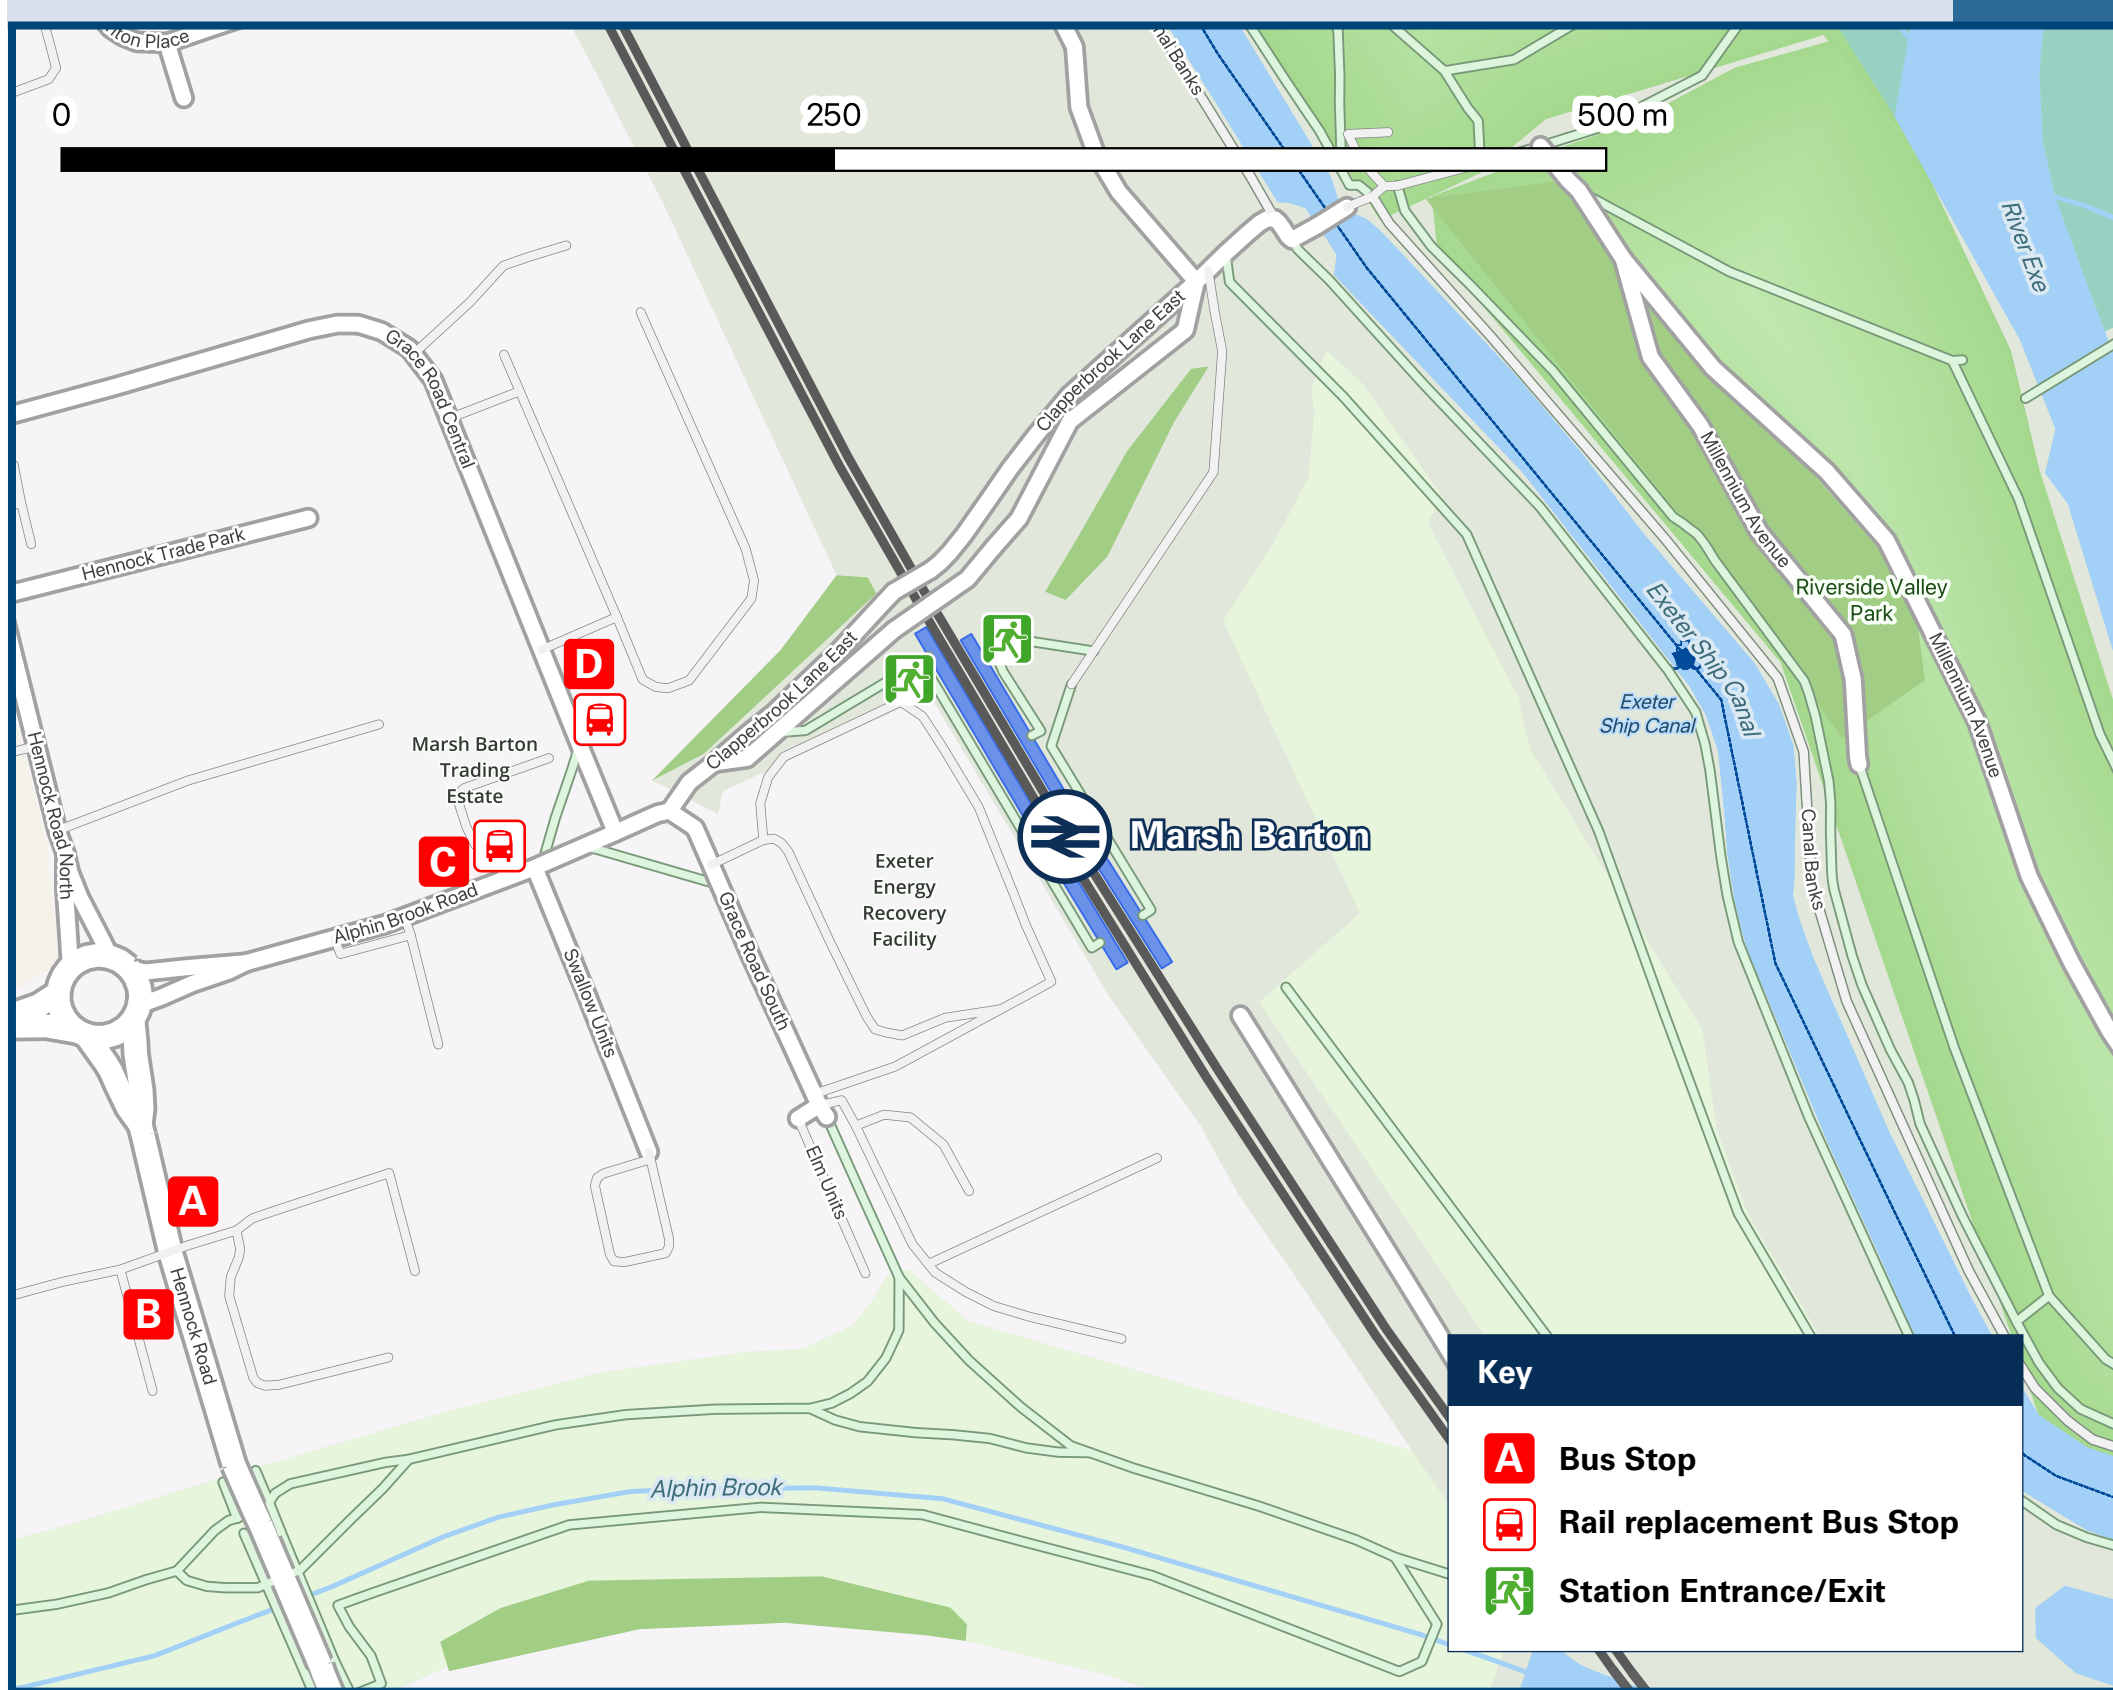 Canal Banks
0
250
500 m
River Exe
Clapperbrook Lane East
Grace Road Central
Hennock Trade Park
Millennium Avenue
Riverside Valley
Park
Exeter Ship Canal
Millennium Avenue
D
Clapperbrook Lane East
Exeter
Ship Canal
Hennock Road North
Marsh Barton
Trading
Estate
Marsh Barton
Canal Banks
C
Exeter
Energy
Recovery
Facility
Alphin Brook Road
Grace Road South
Swallow Units
A
Elm Units
B
Hennock Road
Alphin Brook
Key
A Bus Stop
Rail replacement Bus Stop
Station Entrance/Exit